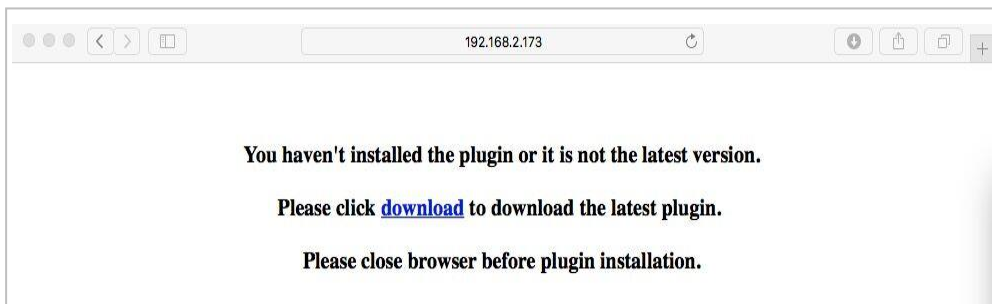 192.168.2.173
You haven't installed the plugin or it is not the latest version.
Please click download to download the latest plugin.
Please close browser before plugin installation.